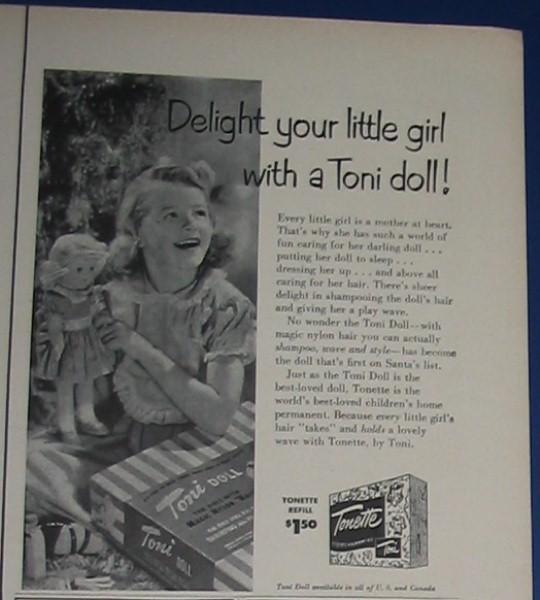 Delight your little girl
with a Toni doll!
Every little girl is a mother at heart.
That's why she has such a world of
fun caring for her darling doll . . .
putting her doll to sleep . . .
dressing her up . . . and above all
caring for her hair. There's sheer
delight in shampooing the doll's hair
and giving her a play wave.
No wonder the Toni Doll—with
magic nylon hair you can actually
shampoo, wave and style—has become
the doll that's first on Santa's list.
Just as the Toni Doll is the
best-loved doll, Tonette is the
world's best-loved children's home
permanent. Because every little girl's
hair "takes" and holds a lovely
wave with Tonette, by Toni.
Toni DOLL
Toni DOLL
TONETTE
REFILL
$1.50
Tonette
Toni
Toni Doll available in all of U. S. and Canada